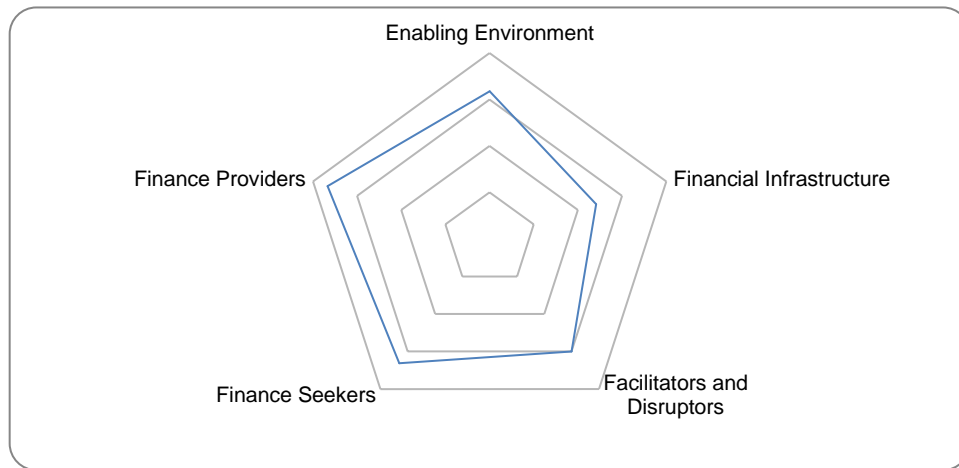 Enabling Environment
Finance Providers
Financial Infrastructure
Finance Seekers
Facilitators and
Disruptors